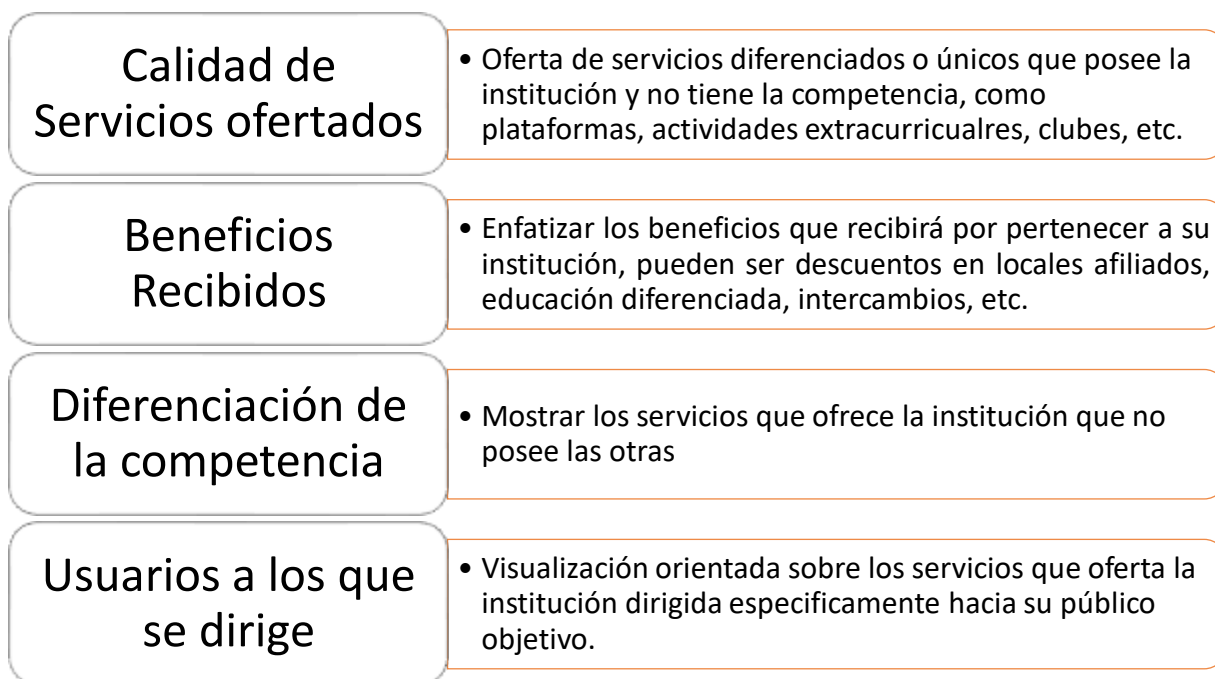 Calidad de
Servicios ofertados
• Oferta de servicios diferenciados o únicos que posee la
institución y no tiene la competencia, como
plataformas, actividades extracurricualres, clubes, etc.
Beneficios
Recibidos
• Enfatizar los beneficios que recibirá por pertenecer a su
institución, pueden ser descuentos en locales afiliados,
educación diferenciada, intercambios, etc.
Diferenciación de
la competencia
• Mostrar los servicios que ofrece la institución que no
posee las otras
Usuarios a los que
se dirige
• Visualización orientada sobre los servicios que oferta la
institución dirigida especificamente hacia su público
objetivo.